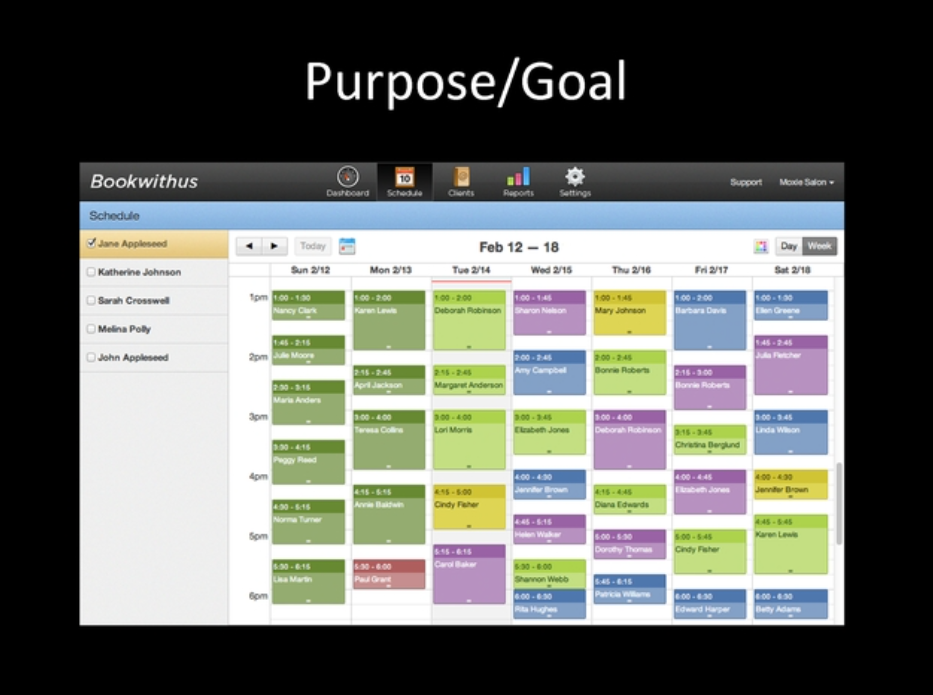 Purpose/Goal
Bookwithus
Dashboard
10
Schedule
Clients
Reports
Settings
Support
Moxie Salon
Schedule
Jane Appleseed
Katherine Johnson
Sarah Crosswell
Melina Polly
John Appleseed
Today
Feb 12 — 18
Day
Week
Sun 2/12
Mon 2/13
Tue 2/14
Wed 2/15
Thu 2/16
Fri 2/17
Sat 2/18
1pm
2pm
3pm
4pm
5pm
6pm
1:00 - 1:30
Nancy Clark
1:45 - 2:15
Julie Moore
2:30 - 3:15
Maria Anders
3:30 - 4:15
Peggy Reed
4:30 - 5:15
Norma Turner
5:30 - 6:15
Lisa Martin
1:00 - 2:00
Karen Lewis
2:15 - 2:45
April Jackson
3:00 - 4:00
Teresa Collins
4:15 - 5:15
Annie Baldwin
5:30 - 6:00
Paul Grant
1:00 - 2:00
Deborah Robinson
2:15 - 2:45
Margaret Anderson
3:00 - 4:00
Lori Morris
4:15 - 5:00
Cindy Fisher
5:15 - 6:15
Carol Baker
1:00 - 1:45
Sharon Nelson
2:00 - 2:45
Amy Campbell
3:00 - 3:45
Elizabeth Jones
4:00 - 4:30
Jennifer Brown
4:45 - 5:15
Helen Walker
5:30 - 6:00
Shannon Webb
6:00 - 6:30
Rita Hughes
1:00 - 1:45
Mary Johnson
2:00 - 2:45
Bonnie Roberts
3:00 - 4:00
Deborah Robinson
4:15 - 4:45
Diana Edwards
5:00 - 5:30
Dorothy Thomas
5:45 - 6:15
Patricia Williams
1:00 - 2:00
Barbara Davis
2:15 - 3:00
Bonnie Roberts
3:15 - 3:45
Christina Berglund
4:00 - 4:45
Elizabeth Jones
5:00 - 5:45
Cindy Fisher
6:00 - 6:30
Edward Harper
1:00 - 1:30
Ellen Greene
1:45 - 2:45
Julia Fletcher
3:00 - 3:45
Linda Wilson
4:00 - 4:30
Jennifer Brown
4:45 - 5:45
Karen Lewis
6:00 - 6:30
Betty Adams